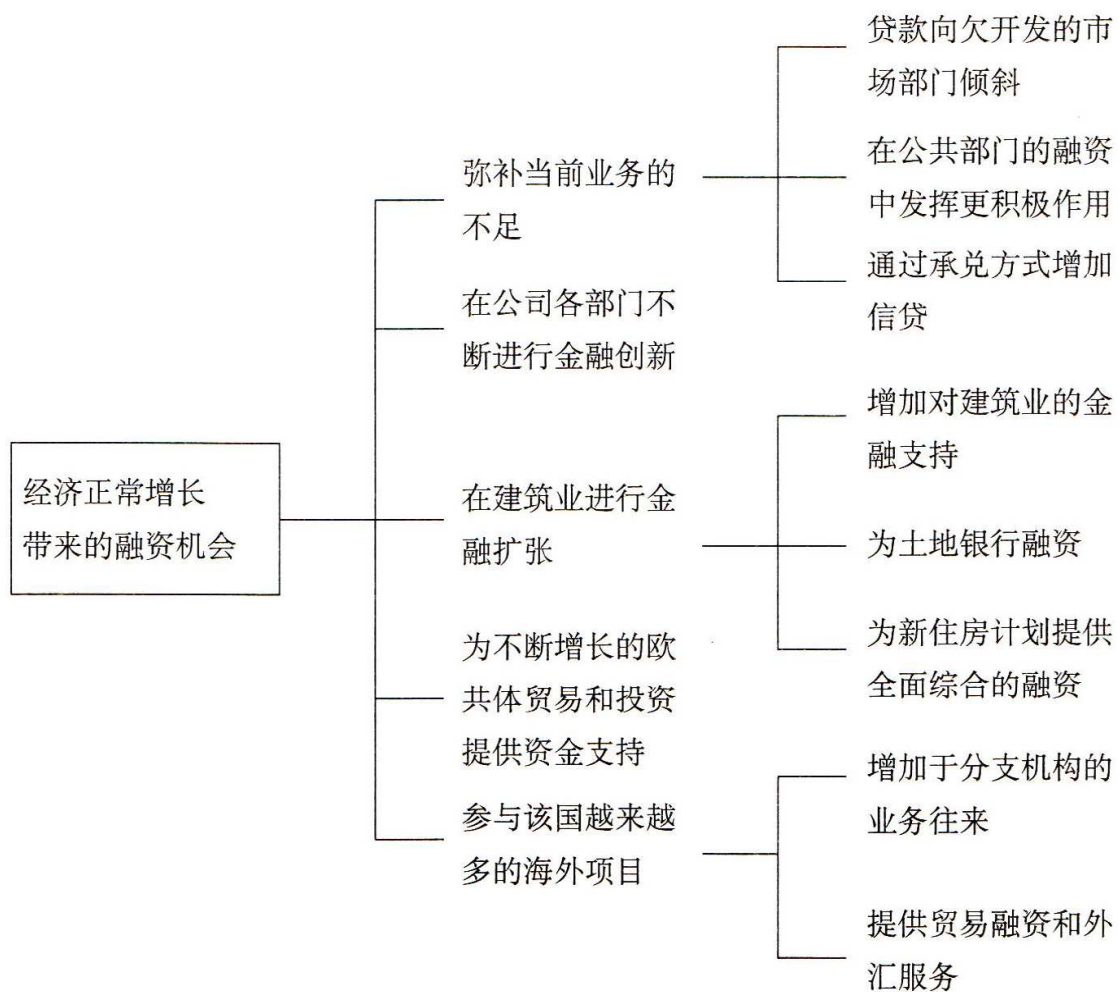 经济正常增长
带来的融资机会
弥补当前业务的
不足
贷款向欠开发的市
场部门倾斜
在公共部门的融资
中发挥更积极作用
通过承兑方式增加
信贷
在公司各部门不
断进行金融创新
在建筑业进行金
融扩张
增加对建筑业的金
融支持
为土地银行融资
为新住房计划提供
全面综合的融资
为不断增长的欧
共体贸易和投资
提供资金支持
参与该国越来越
多的海外项目
增加于分支机构的
业务往来
提供贸易融资和外
汇服务